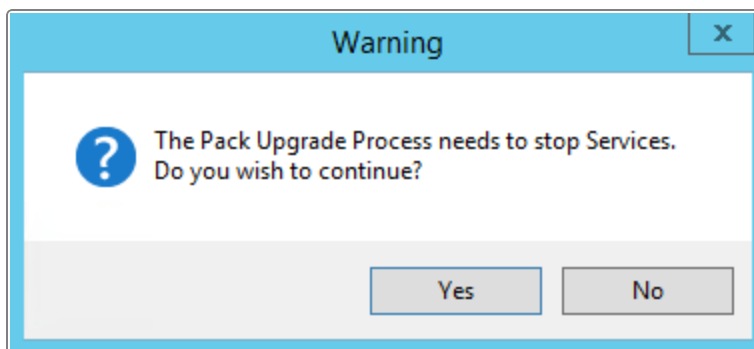 Warning
x
?
The Pack Upgrade Process needs to stop Services.
Do you wish to continue?
Yes
No